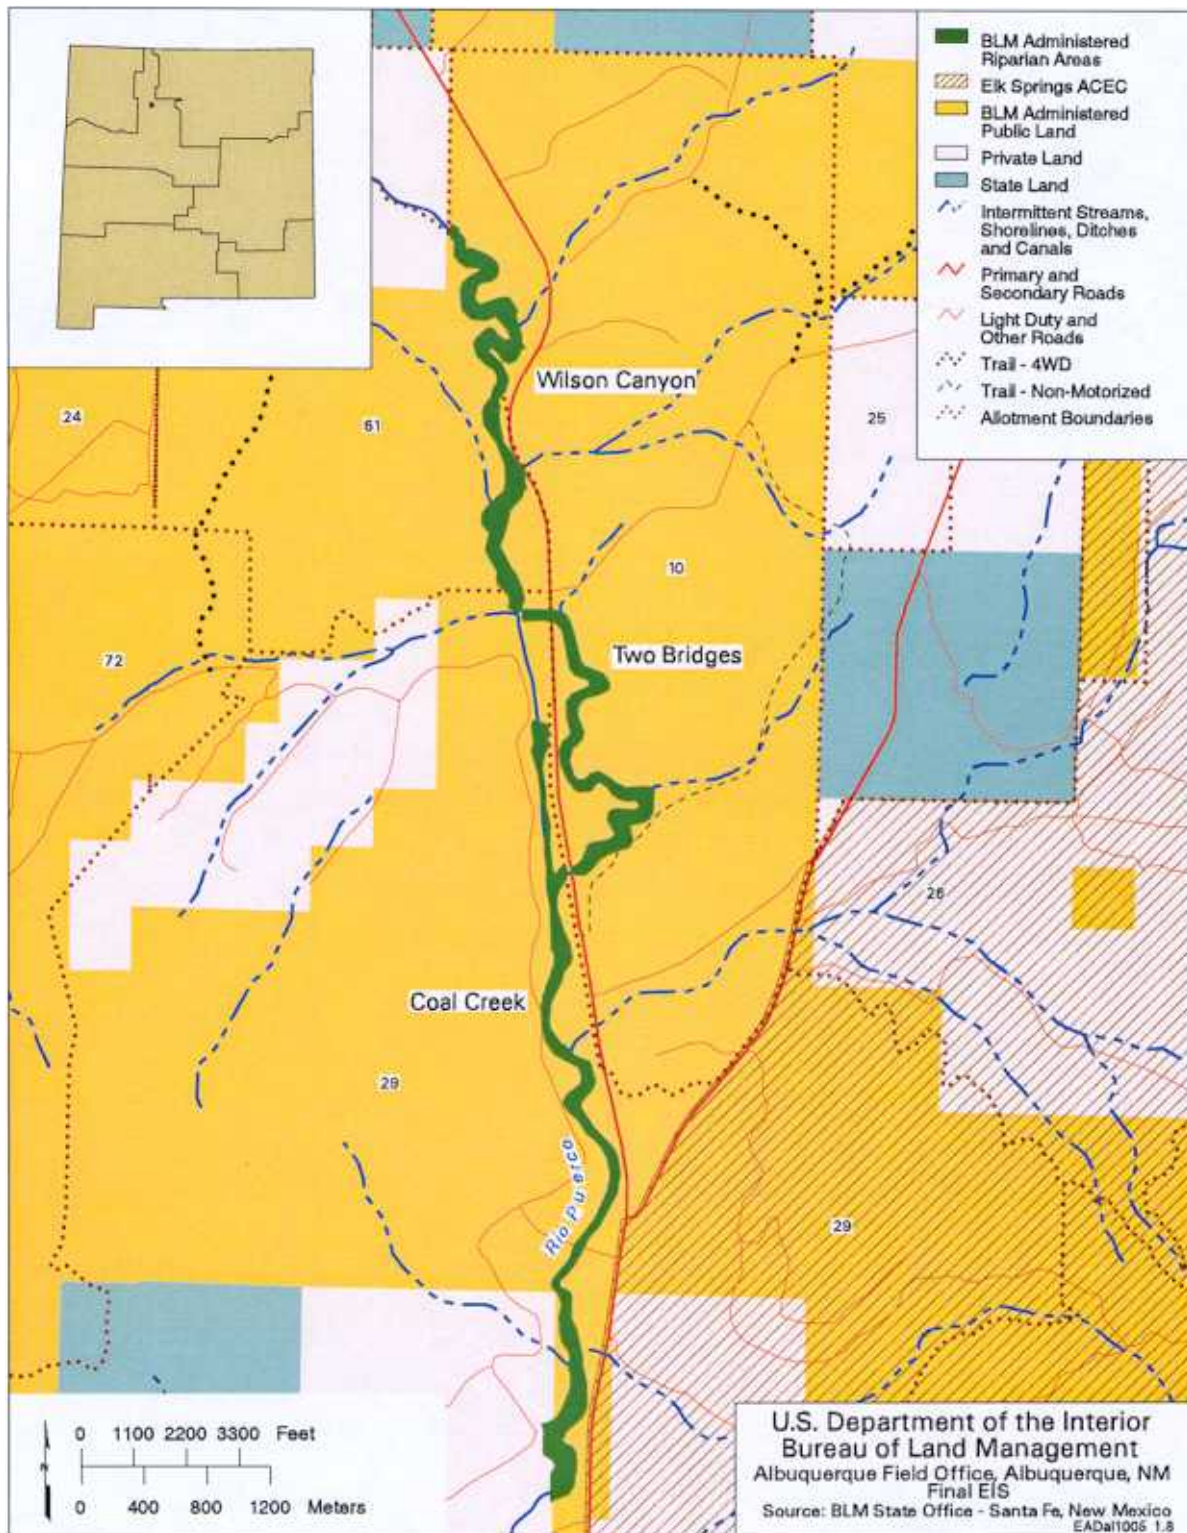 BLM Administered
Riparian Areas
Elk Springs ACEC
BLM Administered
Public Land
Private Land
State Land
Intermittent Streams,
Shorelines, Ditches
and Canals
Primary and
Secondary Roads
Light Duty and
Other Roads
Trail - 4WD
Trail - Non-Motorized
Allotment Boundaries
Wilson Canyon
24
61
25
10
Two Bridges
72
28
Coal Creek
29
Rio Puerco
29
N
0 1100 2200 3300 Feet
0 400 800 1200 Meters
U.S. Department of the Interior
Bureau of Land Management
Albuquerque Field Office, Albuquerque, NM
Final EIS
Source: BLM State Office - Santa Fe, New Mexico
EADal1005 1.8